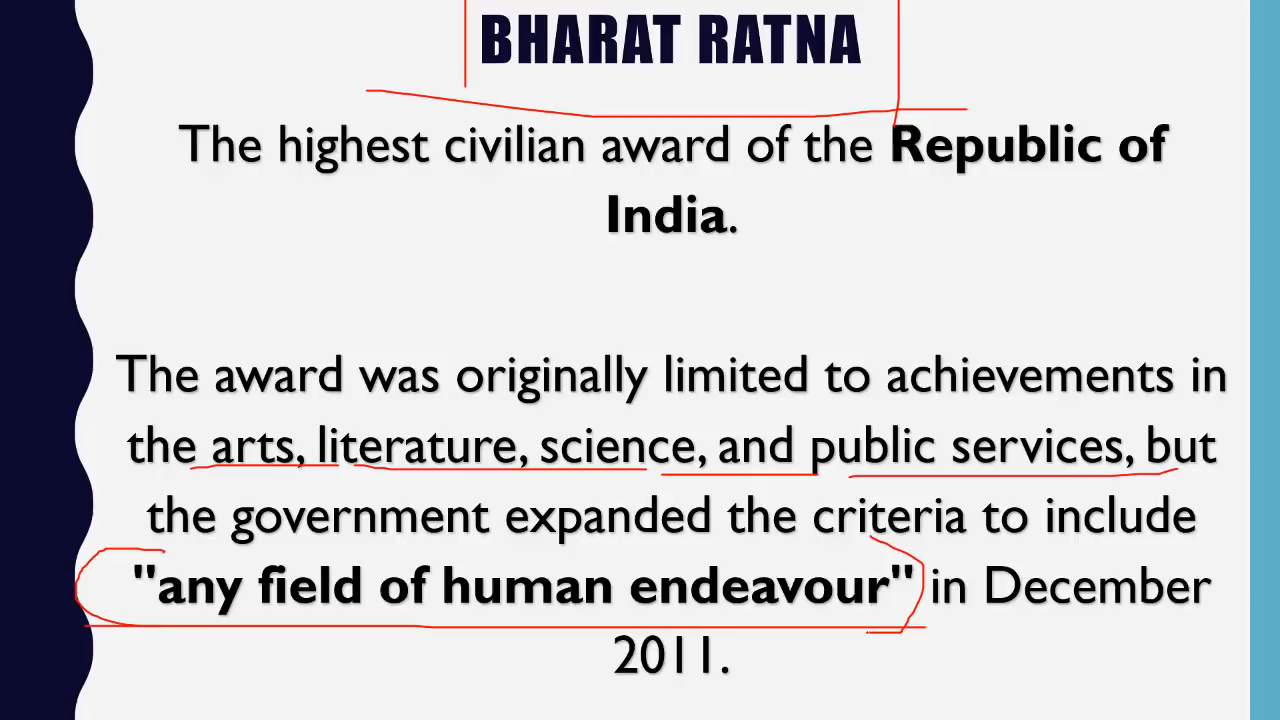 BHARAT RATNA
The highest civilian award of the Republic of
India.
The award was originally limited to achievements in
the arts, literature, science, and public services, but
the government expanded the criteria to include
"any field of human endeavour" in December
2011.